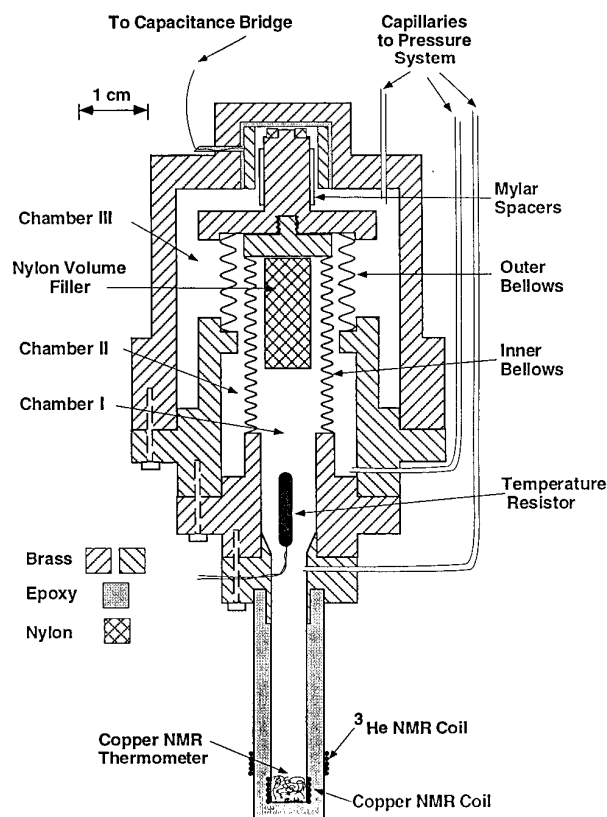 To Capacitance Bridge
Capillaries
to Pressure
System
1 cm
Mylar
Spacers
Chamber III
Nylon Volume
Filler
Outer
Bellows
Chamber II
Inner
Bellows
Chamber I
Temperature
Resistor
Brass
Epoxy
Nylon
3He NMR Coil
Copper NMR
Thermometer
Copper NMR Coil